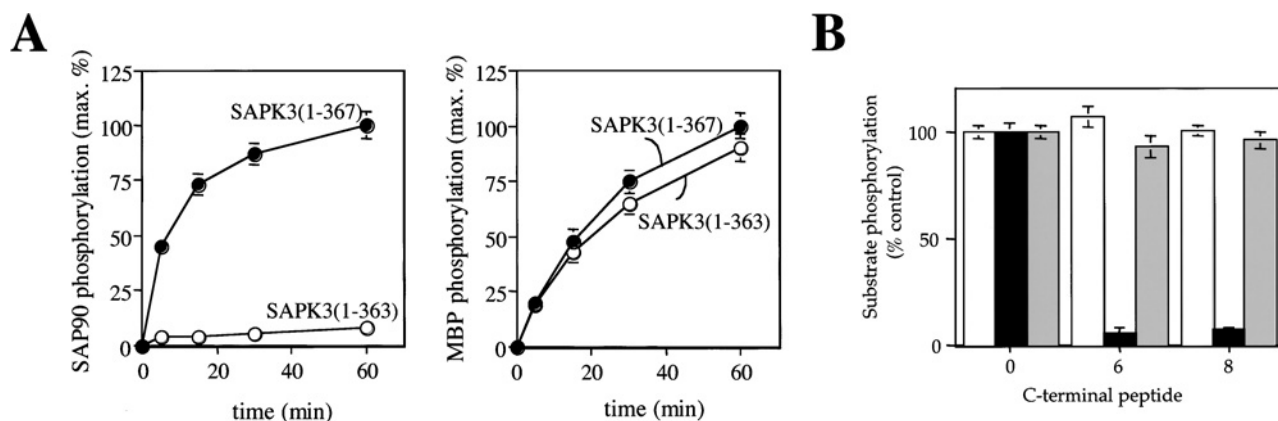 A
SAP90 phosphorylation (max. %)
125
100
75
50
25
0
SAPK3(1-367)
SAPK3(1-363)
0 20 40 60
time (min)
MBP phosphorylation (max. %)
125
100
75
50
25
0
SAPK3(1-367)
SAPK3(1-363)
0 20 40 60
time (min)
B
Substrate phosphorylation
(% control)
100
50
0
0 6 8
C-terminal peptide